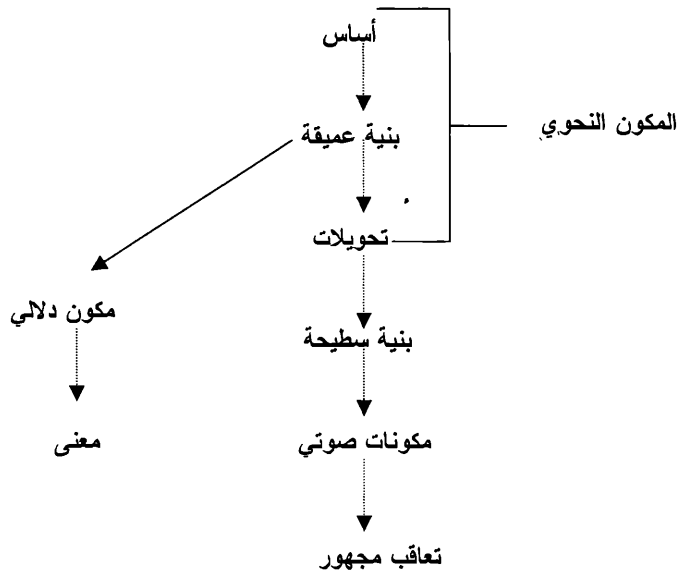 أساس
المكون النحوي
بنية عميقة
تحويلات
مكون دلالي
بنية سطيحة
معنى
مكونات صوتي
تعاقب مجهور